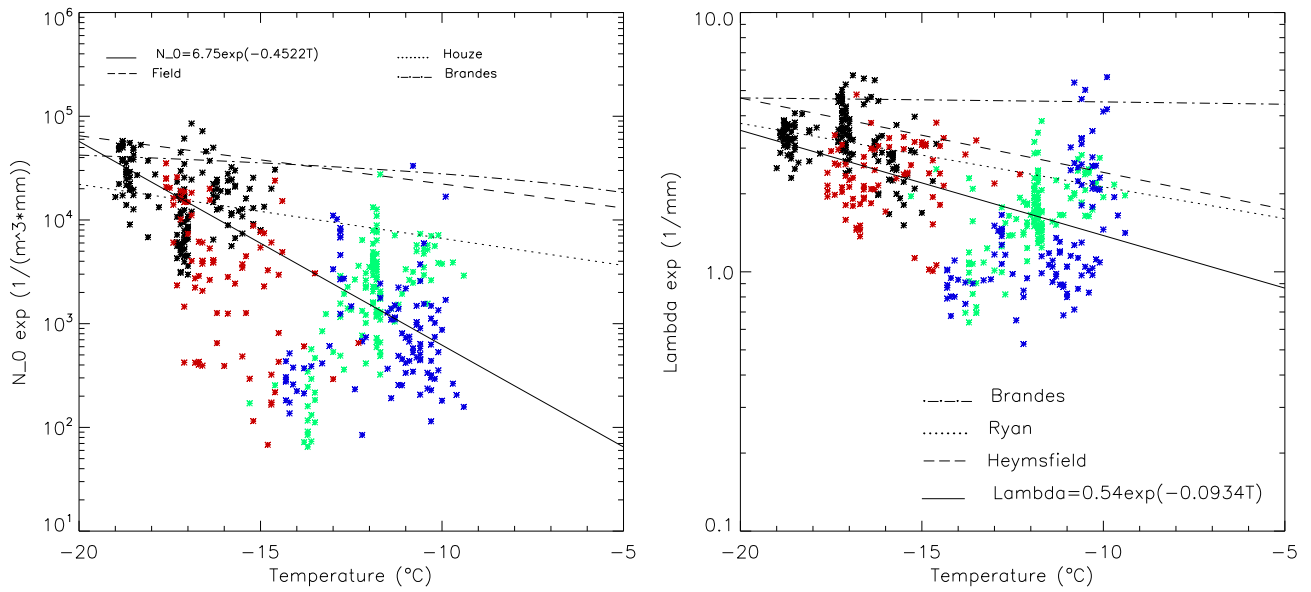 10^6
10^5
10^4
10^3
10^2
10^1
N_0 exp (1/(m^3*mm))
N_0=6.75exp(−0.4522T)
Field
Houze
Brandes
−20
−15
−10
−5
Temperature (°C)
10.0
1.0
0.1
Lambda exp (1/mm)
Brandes
Ryan
Heymsfield
Lambda=0.54exp(−0.0934T)
−20
−15
−10
−5
Temperature (°C)